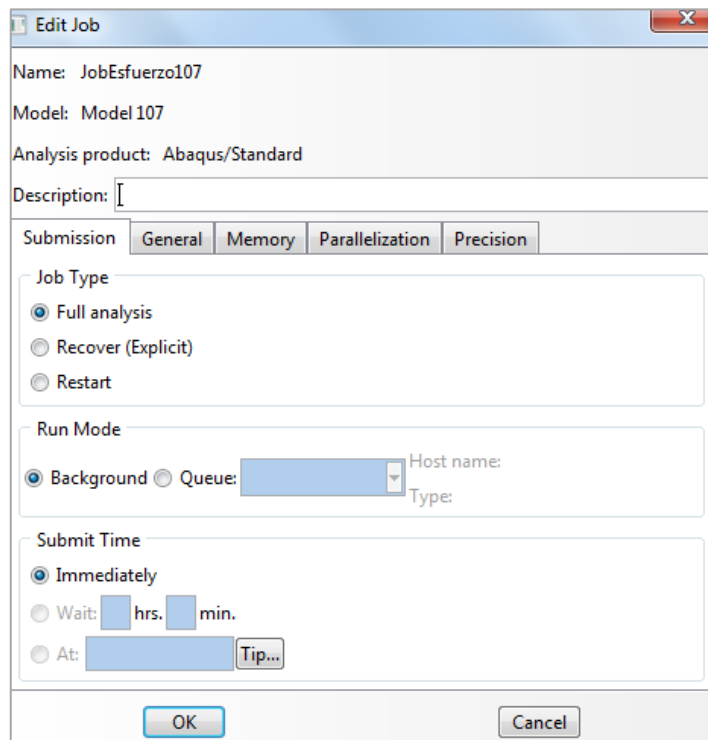 Edit Job
Name: JobEsfuerzo107
Model: Model 107
Analysis product: Abaqus/Standard
Description:
Submission General Memory Parallelization Precision
Job Type
Full analysis
Recover (Explicit)
Restart
Run Mode
Background Queue: Host name:
Type:
Submit Time
Immediately
Wait: hrs. min.
At: Tip...
OK Cancel